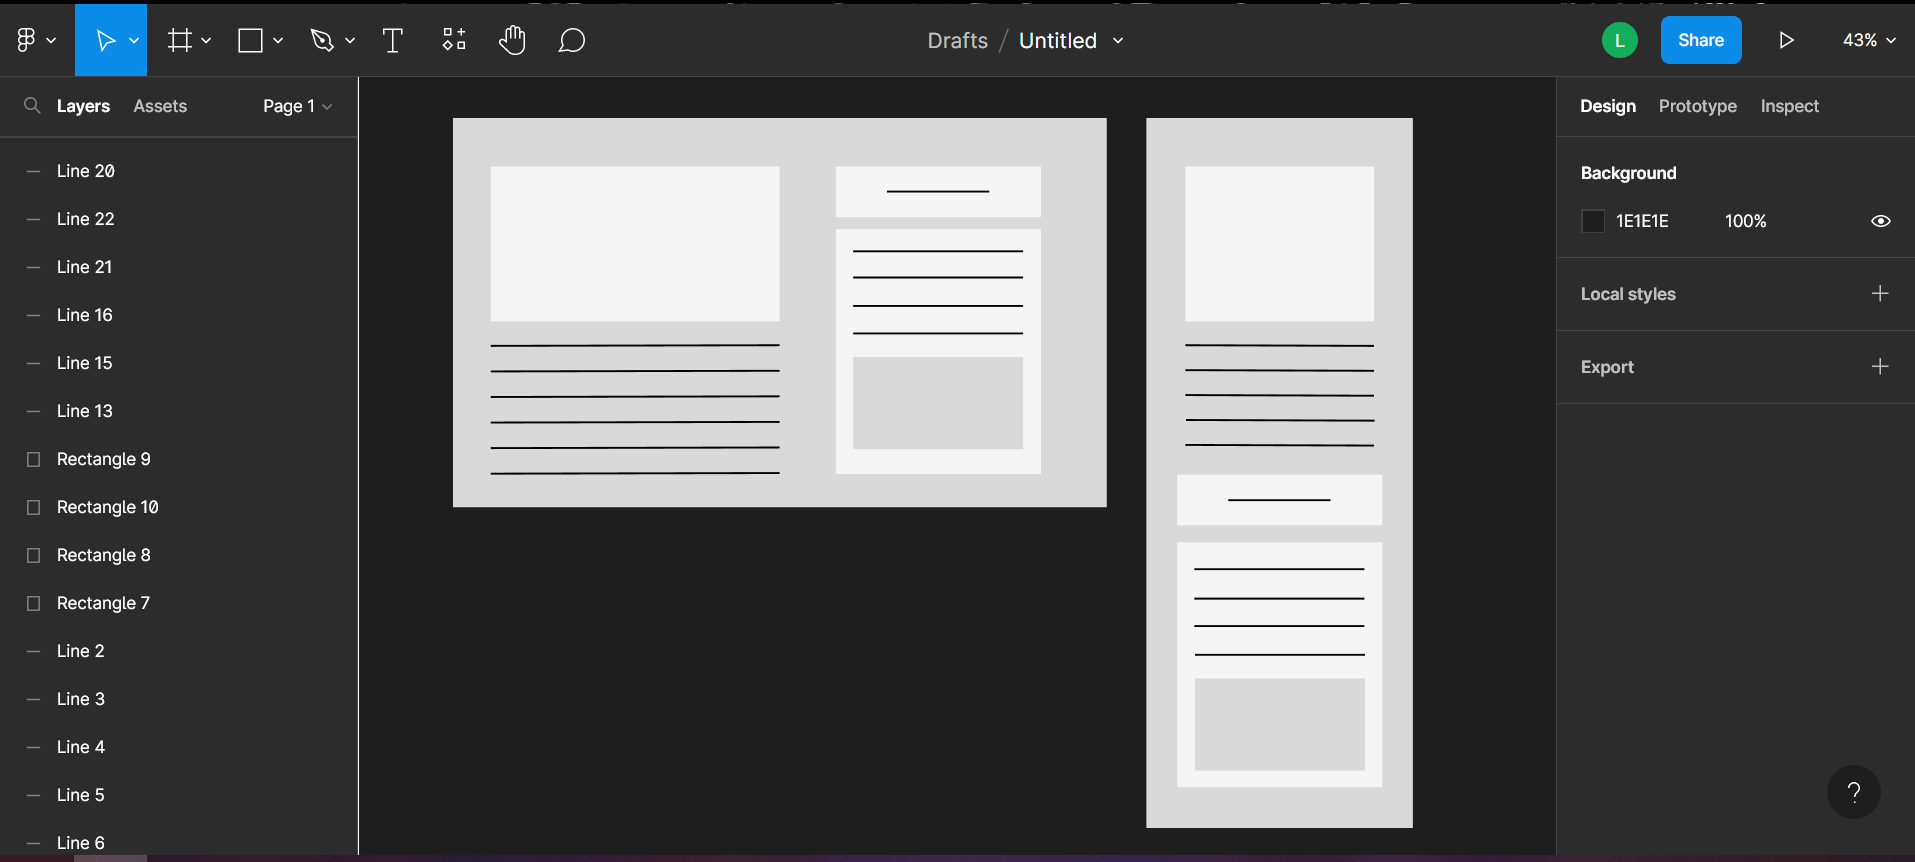 Drafts / Untitled
L
Share
43%
Layers
Assets
Page 1
Line 20
Line 22
Line 21
Line 16
Line 15
Line 13
Rectangle 9
Rectangle 10
Rectangle 8
Rectangle 7
Line 2
Line 3
Line 4
Line 5
Line 6
Design
Prototype
Inspect
Background
1E1E1E 100%
Local styles
Export
?